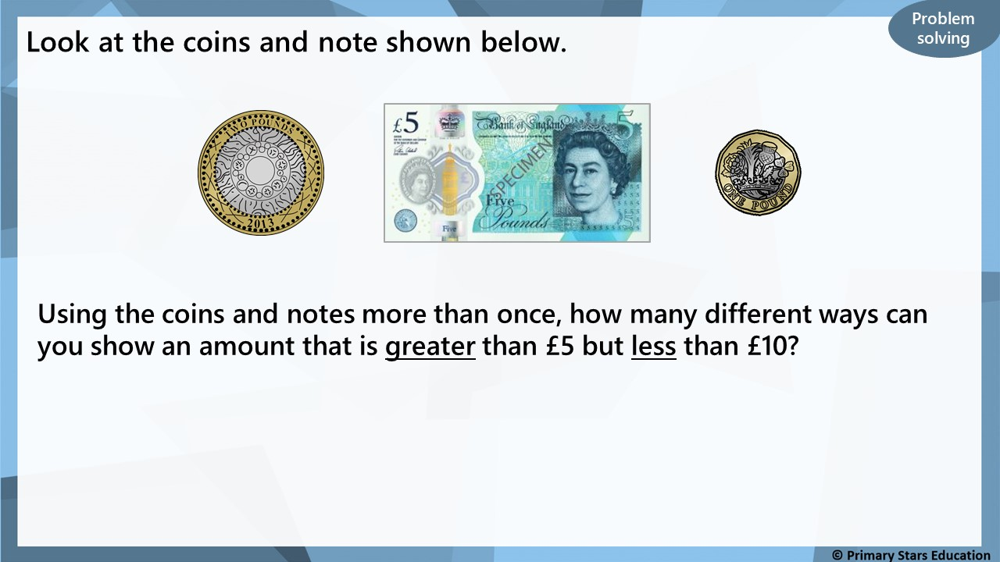 Problem
solving
Look at the coins and note shown below.
TWO POUNDS
2013
£5
Bank of England
SPECIMEN
Five
Pounds
Five
5
ONE POUND
Using the coins and notes more than once, how many different ways can
you show an amount that is greater than £5 but less than £10?
© Primary Stars Education